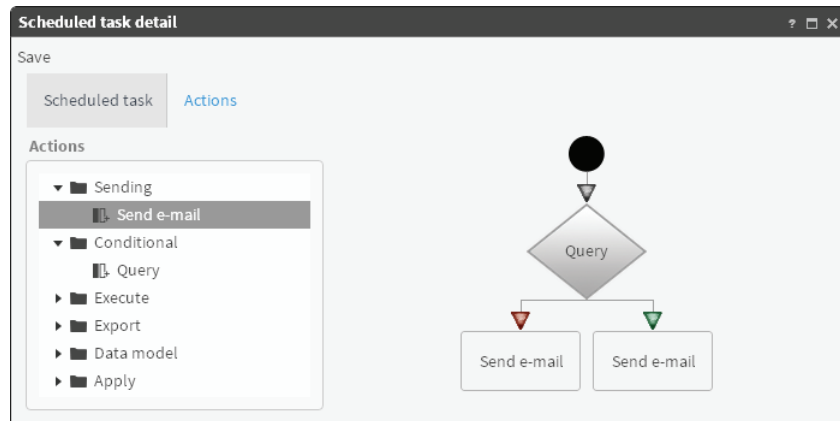 Scheduled task detail
?
Save
Scheduled task
Actions
Actions
Sending
Send e-mail
Conditional
Query
Execute
Export
Data model
Apply
Query
Send e-mail
Send e-mail